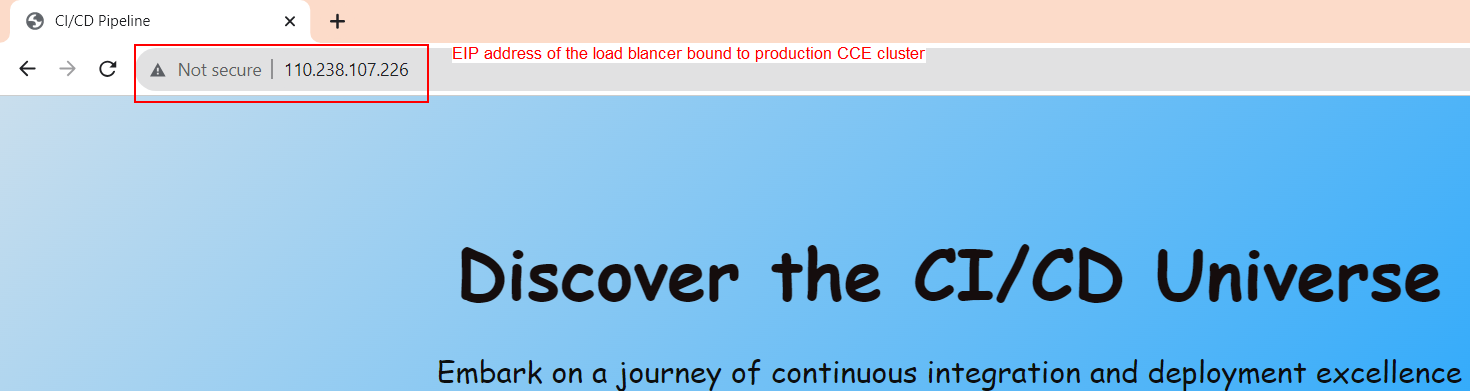 CI/CD Pipeline
Not secure | 110.238.107.226
EIP address of the load blancer bound to production CCE cluster
Discover the CI/CD Universe
Embark on a journey of continuous integration and deployment excellence